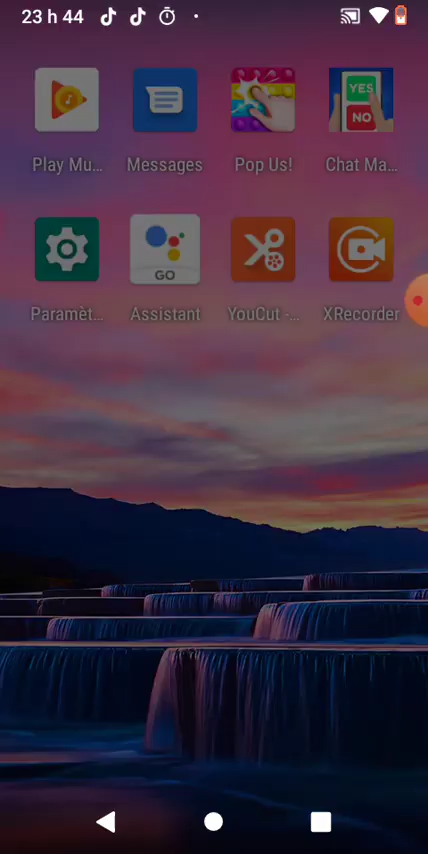 23 h 44
Play Mu... Messages Pop Us! Chat Ma...
YES
NO
Paramèt... Assistant YouCut -... XRecorder
GO